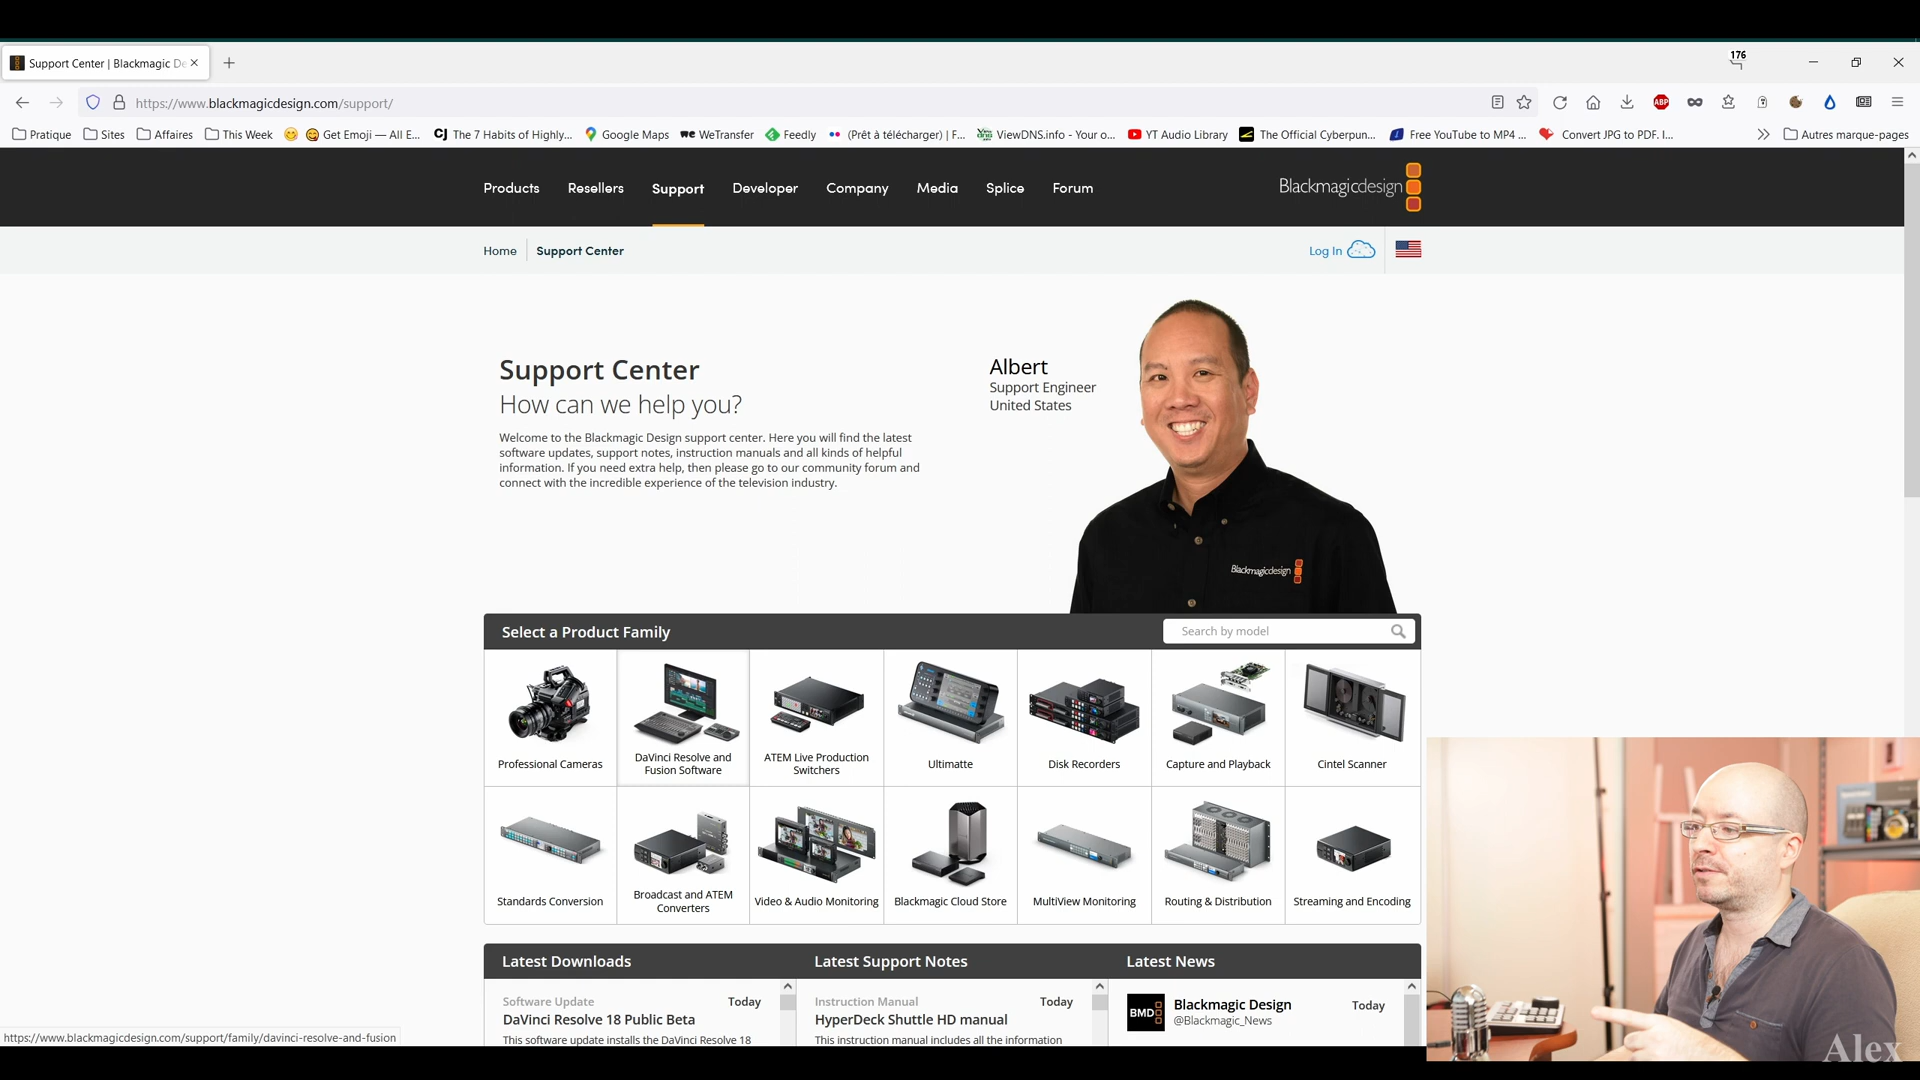 Support Center | Blackmagic De
176
https://www.blackmagicdesign.com/support/
ABP
Pratique
Sites
Affaires
This Week
Get Emoji — All E...
CJ The 7 Habits of Highly...
Google Maps
we WeTransfer
Feedly
(Prêt à télécharger) | F...
ViewDNS.info - Your o...
YT Audio Library
The Official Cyberpun...
Free YouTube to MP4 ...
Convert JPG to PDF. I...
Autres marque-pages
Products
Resellers
Support
Developer
Company
Media
Splice
Forum
Blackmagicdesign
Home
Support Center
Log In
Support Center
How can we help you?
Welcome to the Blackmagic Design support center. Here you will find the latest
software updates, support notes, instruction manuals and all kinds of helpful
information. If you need extra help, then please go to our community forum and
connect with the incredible experience of the television industry.
Albert
Support Engineer
United States
Blackmagicdesign
Select a Product Family
Search by model
Professional Cameras
DaVinci Resolve and
Fusion Software
ATEM Live Production
Switchers
Ultimatte
Disk Recorders
Capture and Playback
Cintel Scanner
Standards Conversion
Broadcast and ATEM
Converters
Video & Audio Monitoring
Blackmagic Cloud Store
MultiView Monitoring
Routing & Distribution
Streaming and Encoding
Latest Downloads
Software Update
Today
DaVinci Resolve 18 Public Beta
This software update installs the DaVinci Resolve 18
Latest Support Notes
Instruction Manual
Today
HyperDeck Shuttle HD manual
This instruction manual includes all the information
Latest News
BMD
Blackmagic Design
Today
@Blackmagic_News
https://www.blackmagicdesign.com/support/family/davinci-resolve-and-fusion
Alex